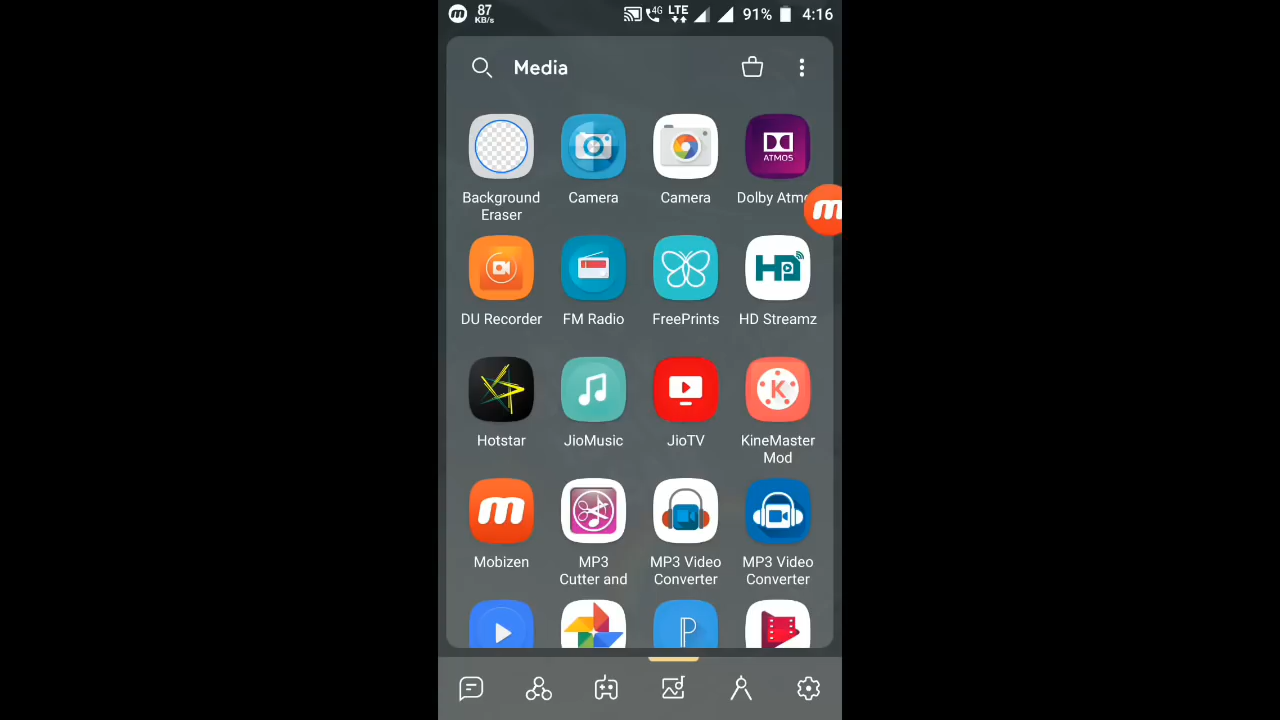 87
KB/s
4G
LTE
91%
4:16
Media
ATMOS
Background
Eraser
Camera
Camera
Dolby Atm
DU Recorder
FM Radio
FreePrints
HD Streamz
Hotstar
JioMusic
JioTV
K
KineMaster
Mod
Mobizen
MP3
Cutter and
MP3 Video
Converter
MP3 Video
Converter